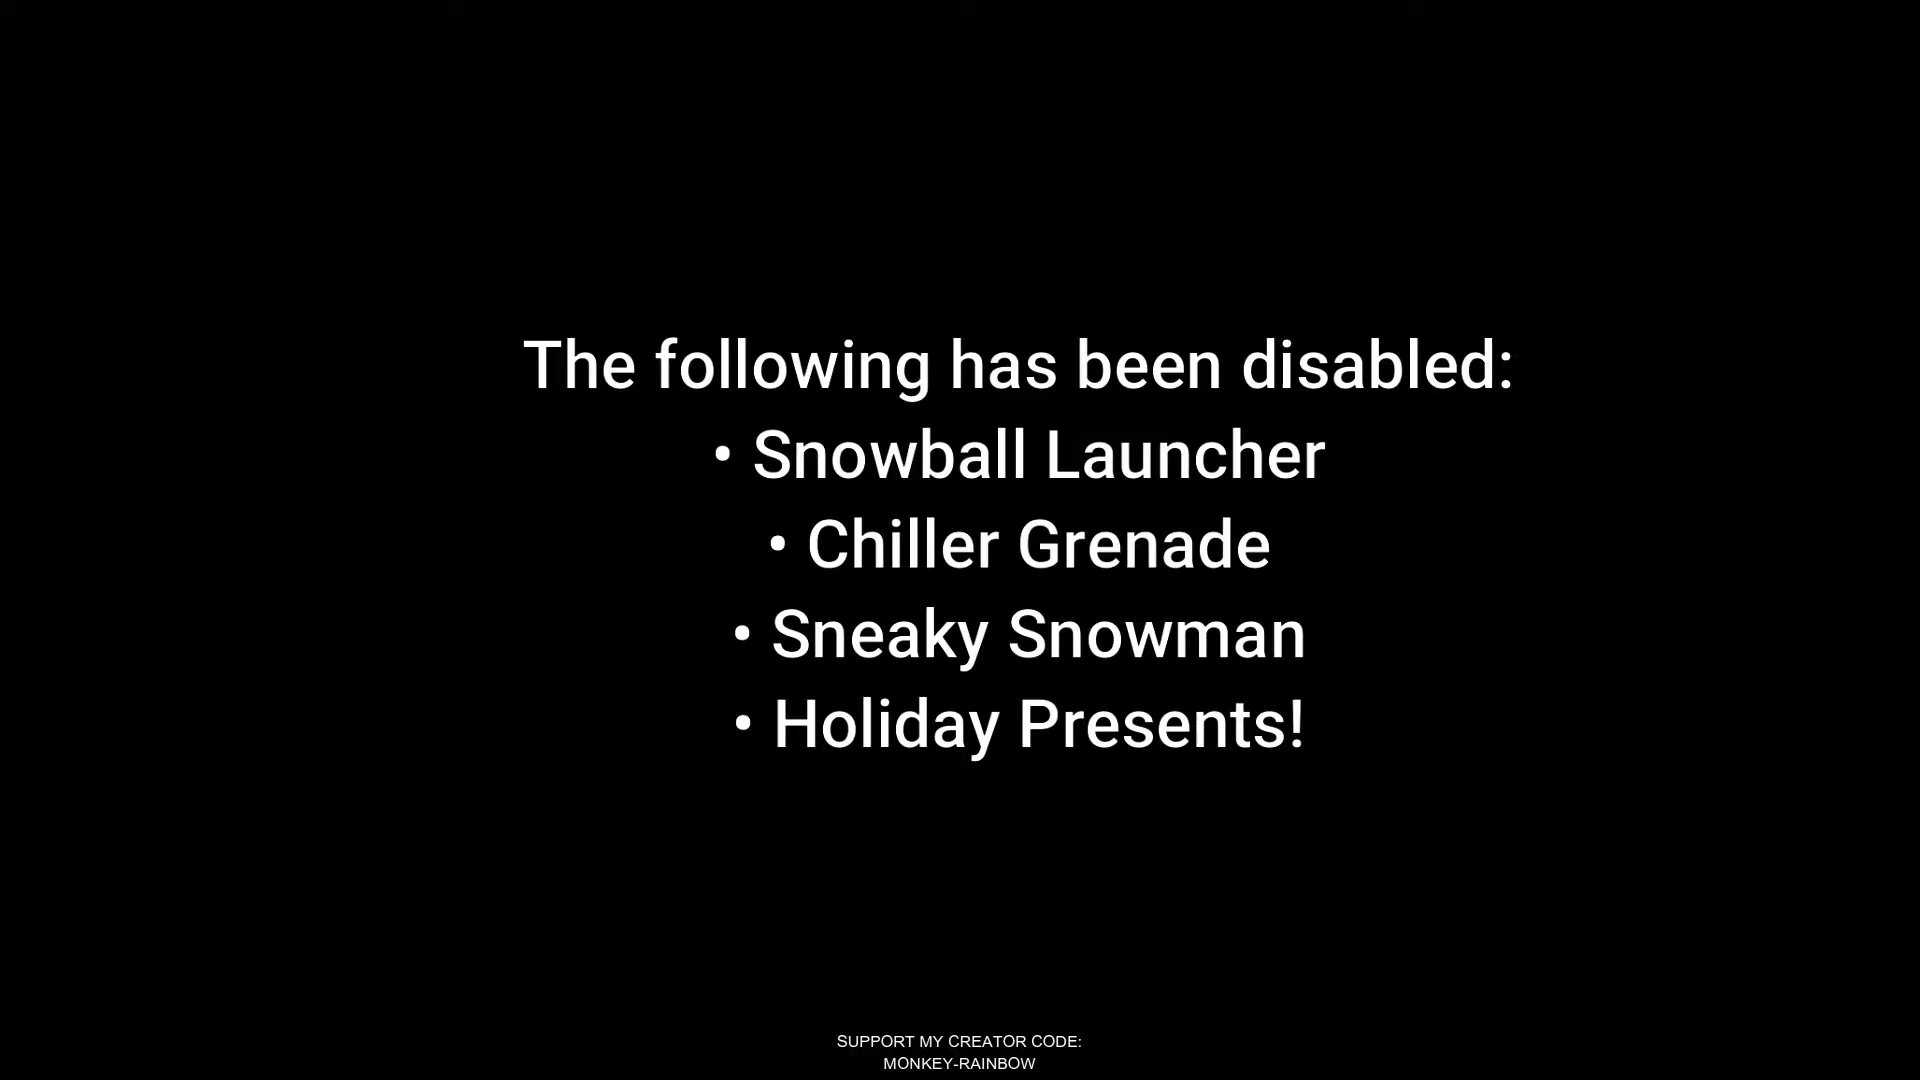 The following has been disabled:
• Snowball Launcher
• Chiller Grenade
• Sneaky Snowman
• Holiday Presents!
SUPPORT MY CREATOR CODE:
MONKEY-RAINBOW